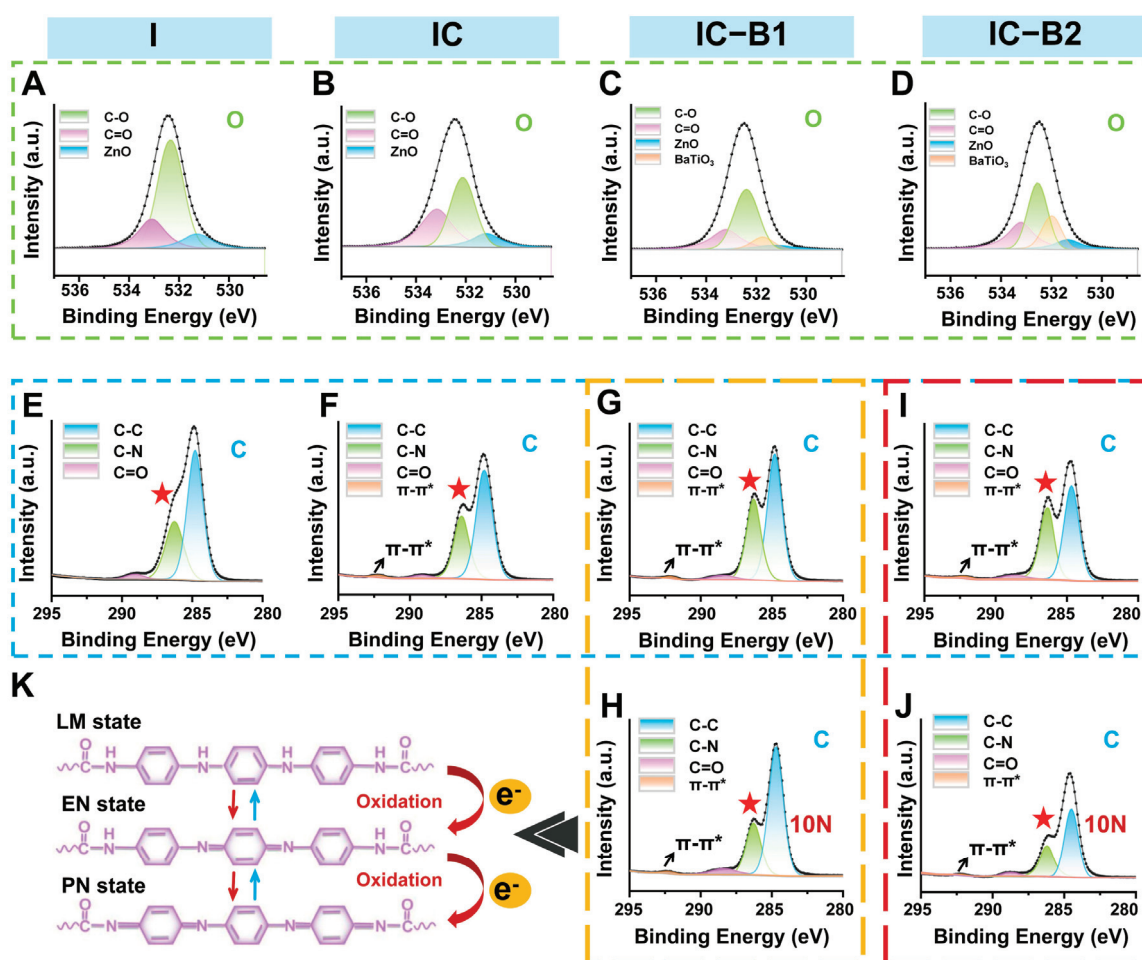 I
IC
IC−B1
IC−B2
A
C-O
C=O
ZnO
O
Intensity (a.u.)
536 534 532 530
Binding Energy (eV)
B
C-O
C=O
ZnO
O
Intensity (a.u.)
536 534 532 530
Binding Energy (eV)
C
C-O
C=O
ZnO
BaTiO₃
O
Intensity (a.u.)
536 534 532 530
Binding Energy (eV)
D
C-O
C=O
ZnO
BaTiO₃
O
Intensity (a.u.)
536 534 532 530
Binding Energy (eV)
E
C-C
C-N
C=O
C
Intensity (a.u.)
295 290 285 280
Binding Energy (eV)
F
C-C
C-N
C=O
π-π*
C
π-π*
Intensity (a.u.)
295 290 285 280
Binding Energy (eV)
G
C-C
C-N
C=O
π-π*
C
π-π*
Intensity (a.u.)
295 290 285 280
Binding Energy (eV)
I
C-C
C-N
C=O
π-π*
C
π-π*
Intensity (a.u.)
295 290 285 280
Binding Energy (eV)
K
LM state
O H H H H O
C N N N N C
Oxidation
e-
EN state
O H H O
C N N N N C
Oxidation
e-
PN state
O O
C N N N N C
H
C-C
C-N
C=O
π-π*
C
10N
π-π*
Intensity (a.u.)
295 290 285 280
Binding Energy (eV)
J
C-C
C-N
C=O
π-π*
C
10N
π-π*
Intensity (a.u.)
295 290 285 280
Binding Energy (eV)